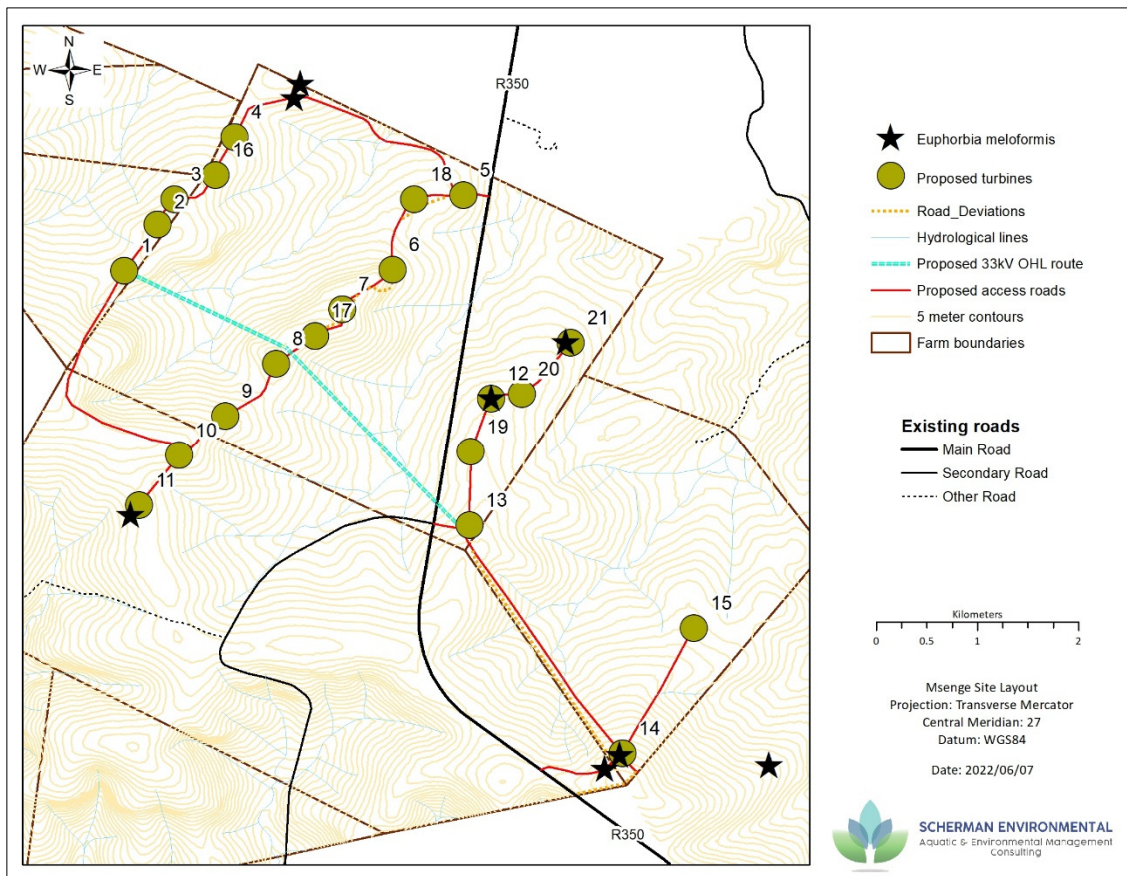 N
W E
S
R350
4
16
3
18
5
2
1
6
7
17
21
8
12
20
9
19
10
11
13
15
14
R350
Euphorbia meloformis
Proposed turbines
Road_Deviations
Hydrological lines
Proposed 33kV OHL route
Proposed access roads
5 meter contours
Farm boundaries
Existing roads
Main Road
Secondary Road
Other Road
Kilometers
0 0.5 1 2
Msenge Site Layout
Projection: Transverse Mercator
Central Meridian: 27
Datum: WGS84
Date: 2022/06/07
SCHERMAN ENVIRONMENTAL
Aquatic & Environmental Management
Consulting